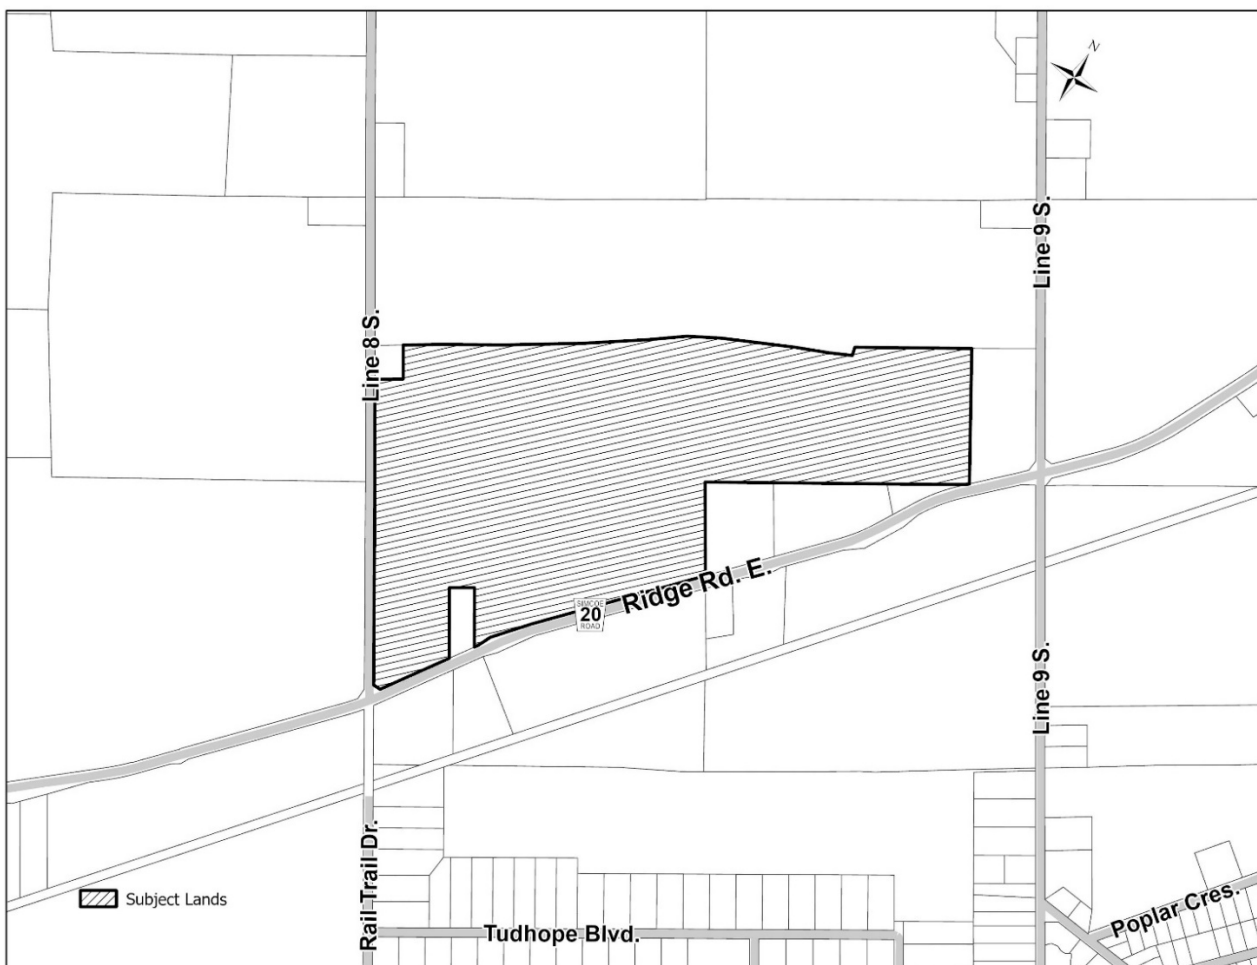 N
Line 9 S.
Line 8 S.
Ridge Rd. E.
SIMCOE
20
ROAD
Line 9 S.
Rail Trail Dr.
Subject Lands
Tudhope Blvd.
Poplar Cres.